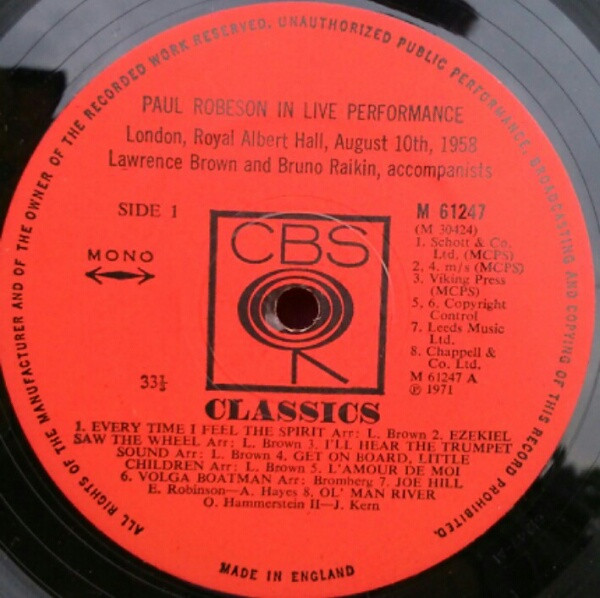 ALL RIGHTS OF THE MANUFACTURER AND OF THE OWNER OF THE RECORDED WORK RESERVED. UNAUTHORIZED PUBLIC PERFORMANCE, BROADCASTING AND COPYING OF THIS RECORD PROHIBITED.
PAUL ROBESON IN LIVE PERFORMANCE
London, Royal Albert Hall, August 10th, 1958
Lawrence Brown and Bruno Raikin, accompanists
SIDE 1
MONO
33⅓
CBS
CLASSICS
M 61247
(M 30424)
1. Schott & Co.
Ltd. (MCPS)
2, 4. m/s (MCPS)
3. Viking Press
(MCPS)
5, 6. Copyright
Control
7. Leeds Music
Ltd.
8. Chappell &
Co. Ltd.
M 61247 A
℗ 1971
1. EVERY TIME I FEEL THE SPIRIT Arr: L. Brown 2. EZEKIEL
SAW THE WHEEL Arr: L. Brown 3. I'LL HEAR THE TRUMPET
SOUND Arr: L. Brown 4. GET ON BOARD, LITTLE
CHILDREN Arr: L. Brown 5. L'AMOUR DE MOI
6. VOLGA BOATMAN Arr: Bromberg 7. JOE HILL
E. Robinson—A. Hayes 8. OL' MAN RIVER
O. Hammerstein II—J. Kern
MADE IN ENGLAND